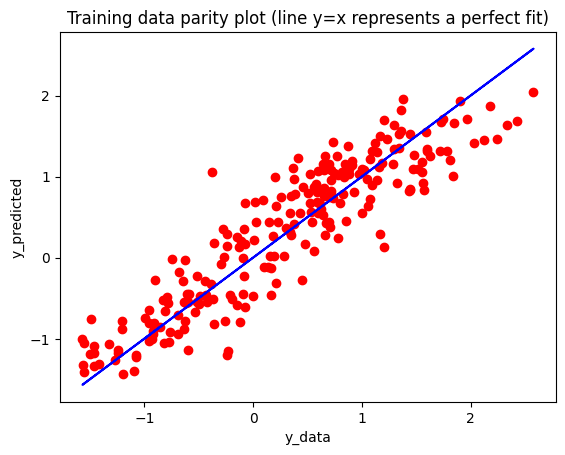 Training data parity plot (line y=x represents a perfect fit)
y_predicted
2
1
0
−1
−1
0
1
2
y_data